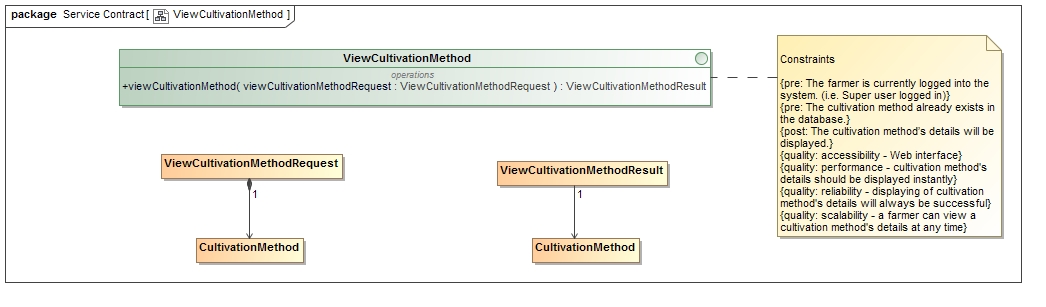 package Service Contract [ ViewCultivationMethod ]
ViewCultivationMethod
operations
+viewCultivationMethod( viewCultivationMethodRequest : ViewCultivationMethodRequest ) : ViewCultivationMethodResult
Constraints
{pre: The farmer is currently logged into the
system. (i.e. Super user logged in)}
{pre: The cultivation method already exists in
the database.}
{post: The cultivation method's details will be
displayed.}
{quality: accessibility - Web interface}
{quality: performance - cultivation method's
details should be displayed instantly}
{quality: reliability - displaying of cultivation
method's details will always be successful}
{quality: scalability - a farmer can view a
cultivation method's details at any time}
ViewCultivationMethodRequest
1
CultivationMethod
ViewCultivationMethodResult
1
CultivationMethod